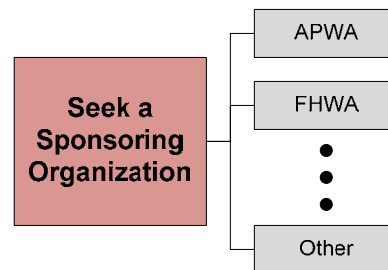 Seek a
Sponsoring
Organization
APWA
FHWA
Other